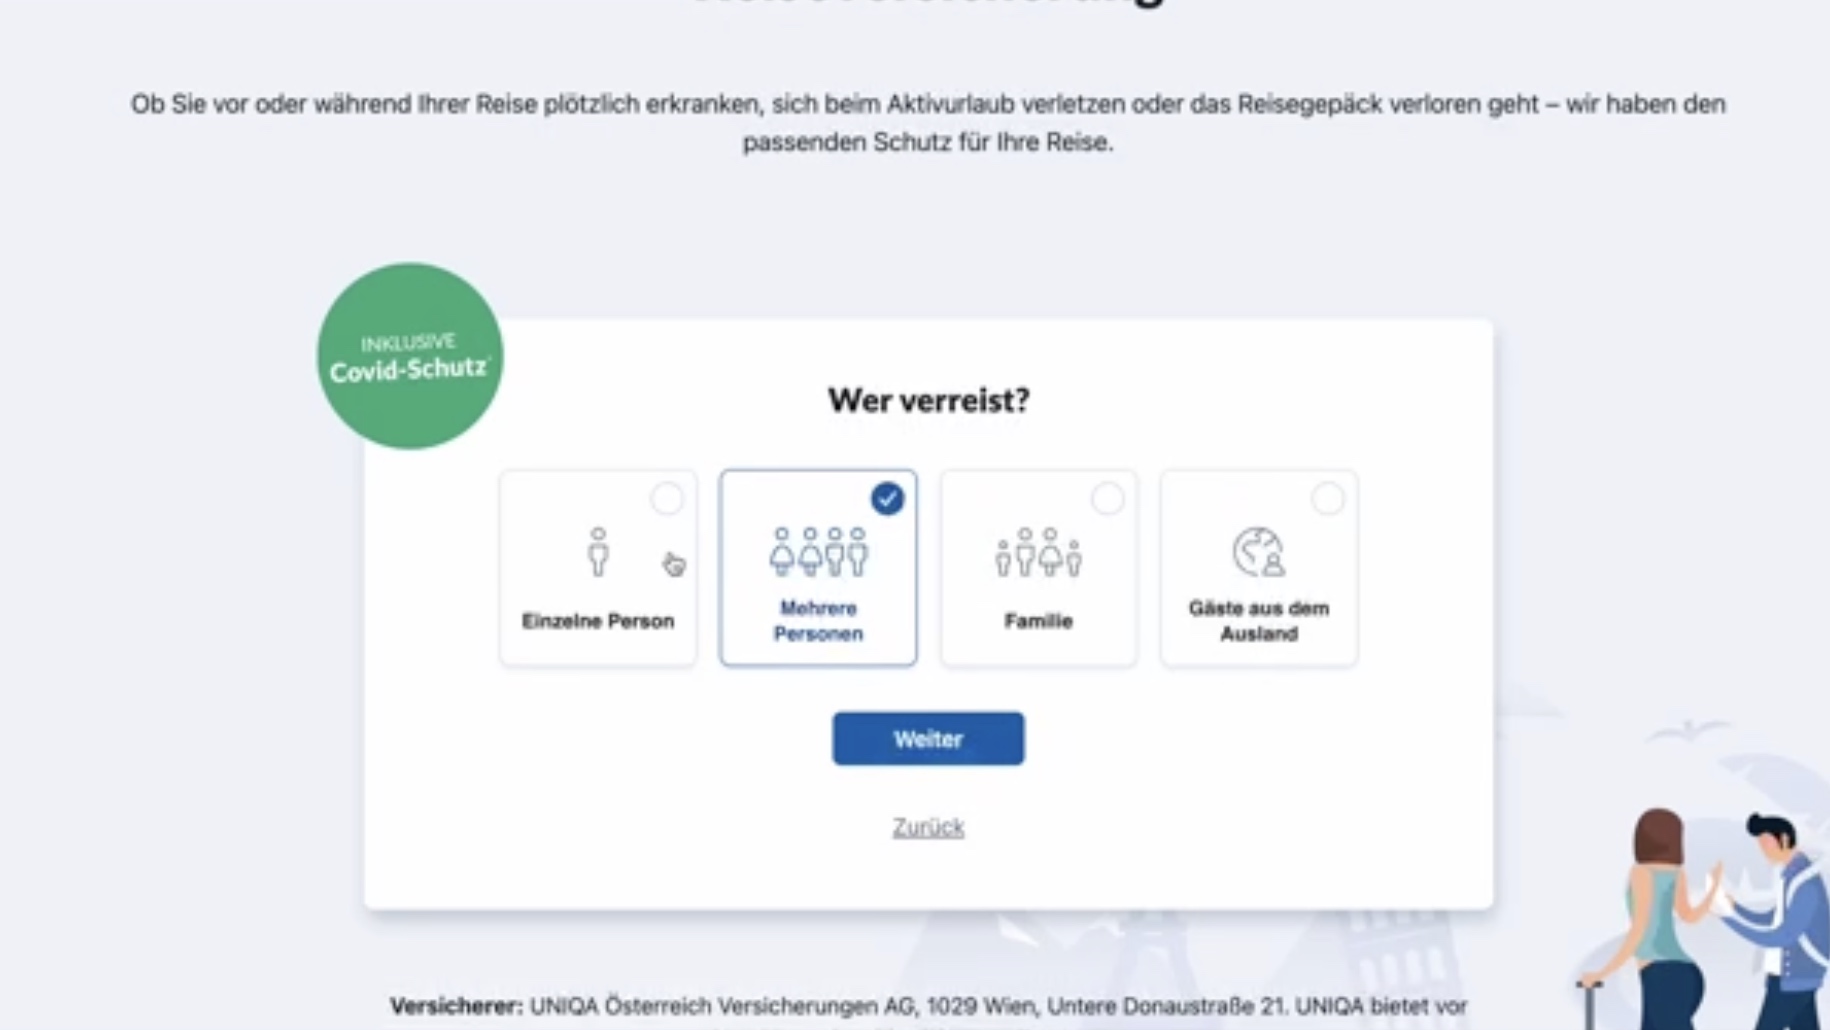 Reiseversicherung
Ob Sie vor oder während Ihrer Reise plötzlich erkranken, sich beim Aktivurlaub verletzen oder das Reisegepäck verloren geht – wir haben den
passenden Schutz für Ihre Reise.
INKLUSIVE
Covid-Schutz*
Wer verreist?
Einzelne Person
Mehrere
Personen
Familie
Gäste aus dem
Ausland
Weiter
Zurück
Versicherer: UNIQA Österreich Versicherungen AG, 1029 Wien, Untere Donaustraße 21. UNIQA bietet vor